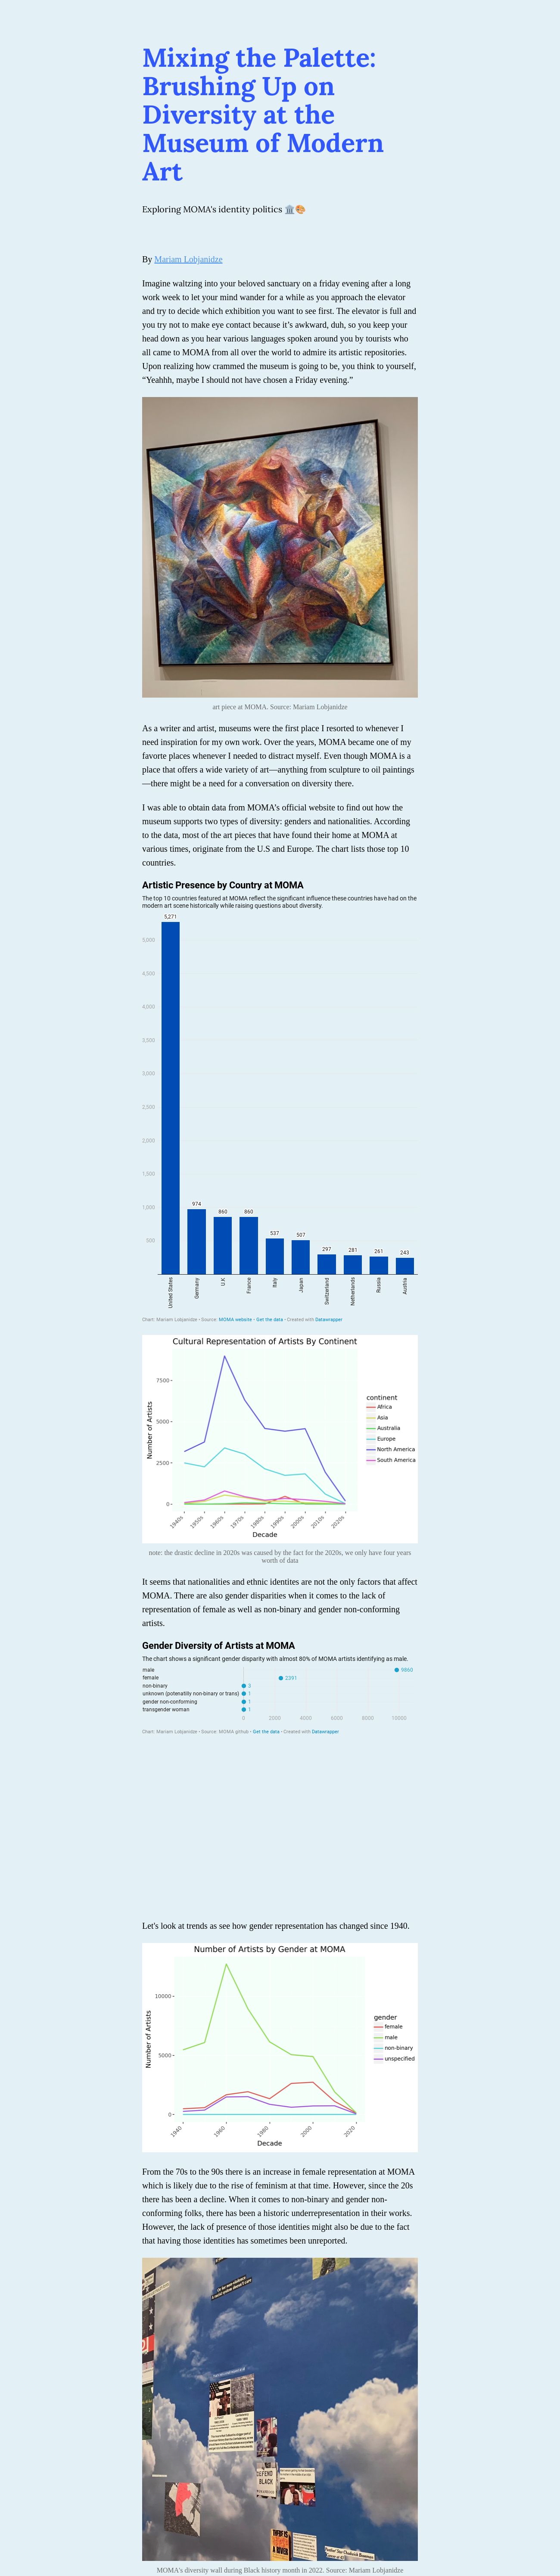 Mixing the Palette:
Brushing Up on
Diversity at the
Museum of Modern
Art
Exploring MOMA's identity politics 🏛️🎨
By Mariam Lobjanidze
Imagine waltzing into your beloved sanctuary on a friday evening after a long
work week to let your mind wander for a while as you approach the elevator
and try to decide which exhibition you want to see first. The elevator is full and
you try not to make eye contact because it's awkward, duh, so you keep your
head down as you hear various languages spoken around you by tourists who
all came to MOMA from all over the world to admire its artistic repositories.
Upon realizing how crammed the museum is going to be, you think to yourself,
“Yeahhh, maybe I should not have chosen a Friday evening.”
art piece at MOMA. Source: Mariam Lobjanidze
As a writer and artist, museums were the first place I resorted to whenever I
need inspiration for my own work. Over the years, MOMA became one of my
favorite places whenever I needed to distract myself. Even though MOMA is a
place that offers a wide variety of art—anything from sculpture to oil paintings
—there might be a need for a conversation on diversity there.
I was able to obtain data from MOMA's official website to find out how the
museum supports two types of diversity: genders and nationalities. According
to the data, most of the art pieces that have found their home at MOMA at
various times, originate from the U.S and Europe. The chart lists those top 10
countries.
Artistic Presence by Country at MOMA
The top 10 countries featured at MOMA reflect the significant influence these countries have had on the
modern art scene historically while raising questions about diversity.
5,271
5,000
4,500
4,000
3,500
3,000
2,500
2,000
1,500
1,000
500
974
860
860
537
507
297
281
261
243
United States
Germany
U.K.
France
Italy
Japan
Switzerland
Netherlands
Russia
Austria
Chart: Mariam Lobjanidze • Source: MOMA website • Get the data • Created with Datawrapper
Cultural Representation of Artists By Continent
Number of Artists
7500
5000
2500
0
1940s
1950s
1960s
1970s
1980s
1990s
2000s
2010s
2020s
Decade
continent
Africa
Asia
Australia
Europe
North America
South America
note: the drastic decline in 2020s was caused by the fact for the 2020s, we only have four years
worth of data
It seems that nationalities and ethnic identites are not the only factors that affect
MOMA. There are also gender disparities when it comes to the lack of
representation of female as well as non-binary and gender non-conforming
artists.
Gender Diversity of Artists at MOMA
The chart shows a significant gender disparity with almost 80% of MOMA artists identifying as male.
male 9860
female 2391
non-binary 3
unknown (potenatilly non-binary or trans) 1
gender non-conforming 1
transgender woman 1
0 2000 4000 6000 8000 10000
Chart: Mariam Lobjanidze • Source: MOMA github • Get the data • Created with Datawrapper
Let's look at trends as see how gender representation has changed since 1940.
Number of Artists by Gender at MOMA
Number of Artists
10000
5000
0
1940
1960
1980
2000
2020
Decade
gender
female
male
non-binary
unspecified
From the 70s to the 90s there is an increase in female representation at MOMA
which is likely due to the rise of feminism at that time. However, since the 20s
there has been a decline. When it comes to non-binary and gender non-
conforming folks, there has been a historic underrepresentation in their works.
However, the lack of presence of those identities might also be due to the fact
that having those identities has sometimes been unreported.
DEFEND
BLACK
MOMA's diversity wall during Black history month in 2022. Source: Mariam Lobjanidze